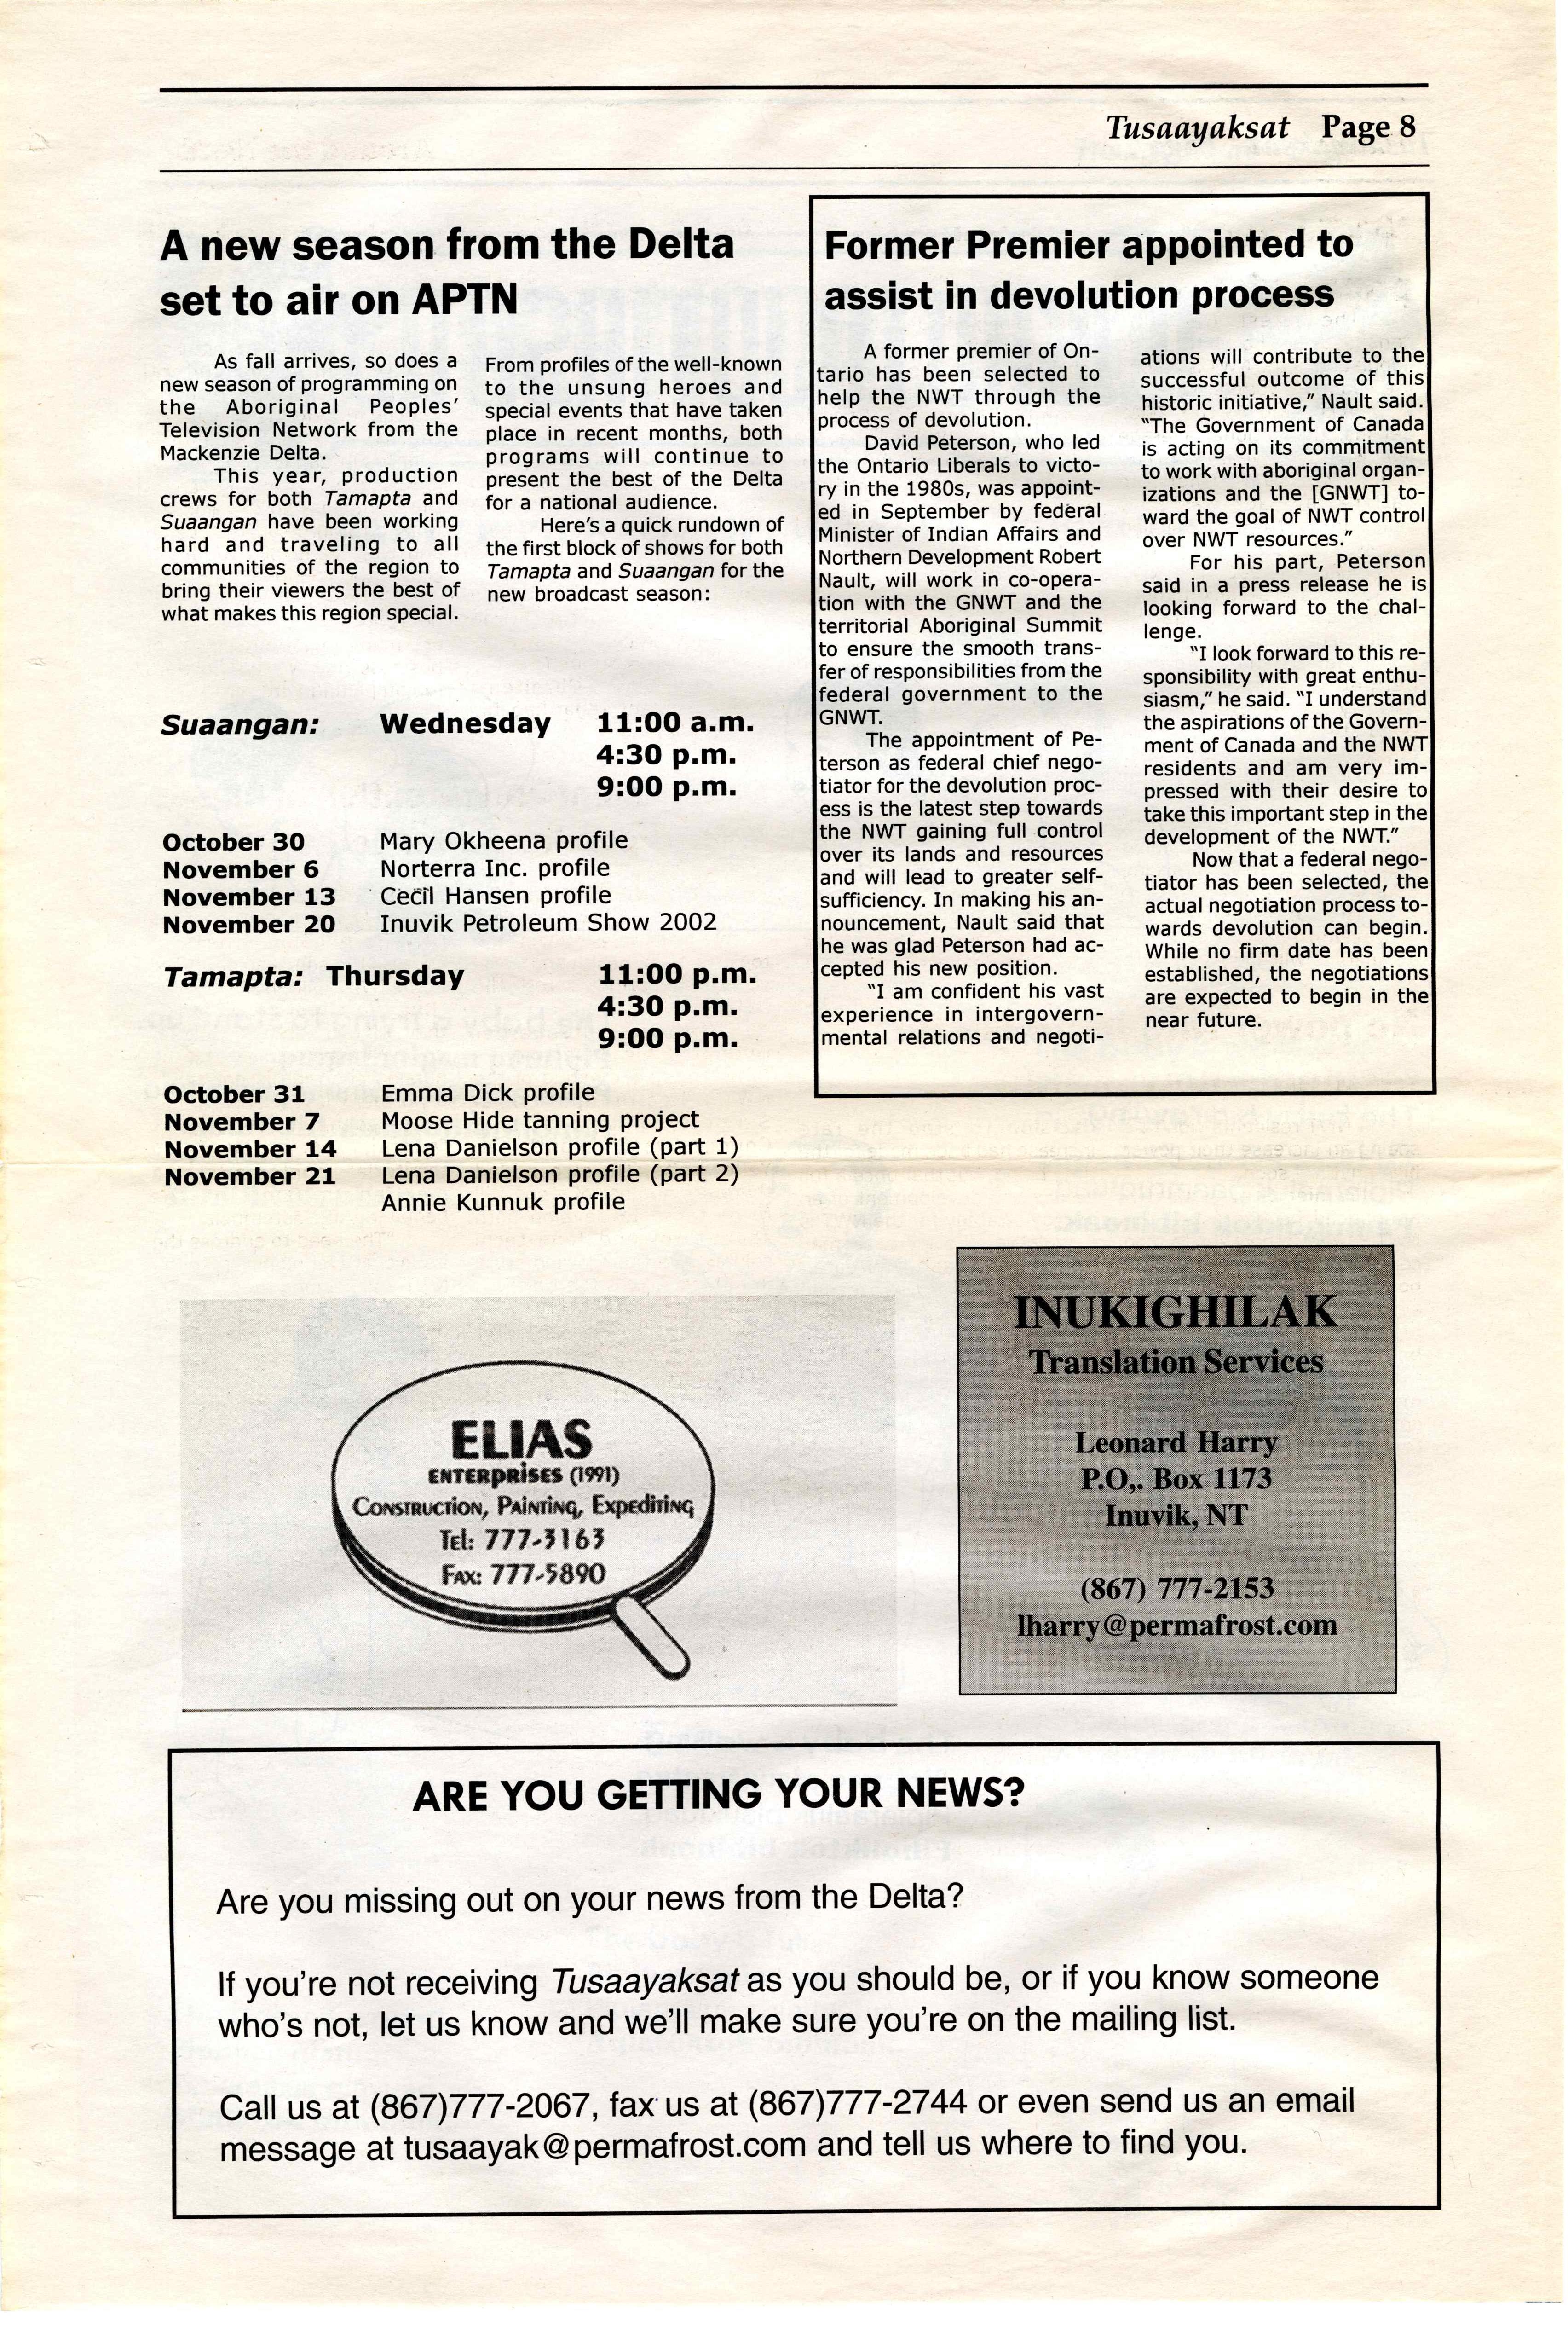 Tusaayaksat Page 8
A new season from the Delta
set to air on APTN
As fall arrives, so does a
new season of programming on
the Aboriginal Peoples'
Television Network from the
Mackenzie Delta.
This year, production
crews for both Tamapta and
Suaangan have been working
hard and traveling to all
communities of the region to
bring their viewers the best of
what makes this region special.
From profiles of the well-known
to the unsung heroes and
special events that have taken
place in recent months, both
programs will continue to
present the best of the Delta
for a national audience.
Here's a quick rundown of
the first block of shows for both
Tamapta and Suaangan for the
new broadcast season:
Suaangan: Wednesday 11:00 a.m.
4:30 p.m.
9:00 p.m.
October 30 Mary Okheena profile
November 6 Norterra Inc. profile
November 13 Cecil Hansen profile
November 20 Inuvik Petroleum Show 2002
Tamapta: Thursday 11:00 p.m.
4:30 p.m.
9:00 p.m.
October 31 Emma Dick profile
November 7 Moose Hide tanning project
November 14 Lena Danielson profile (part 1)
November 21 Lena Danielson profile (part 2)
Annie Kunnuk profile
Former Premier appointed to
assist in devolution process
A former premier of On-
tario has been selected to
help the NWT through the
process of devolution.
David Peterson, who led
the Ontario Liberals to victo-
ry in the 1980s, was appoint-
ed in September by federal
Minister of Indian Affairs and
Northern Development Robert
Nault, will work in co-opera-
tion with the GNWT and the
territorial Aboriginal Summit
to ensure the smooth trans-
fer of responsibilities from the
federal government to the
GNWT.
The appointment of Pe-
terson as federal chief nego-
tiator for the devolution proc-
ess is the latest step towards
the NWT gaining full control
over its lands and resources
and will lead to greater self-
sufficiency. In making his an-
nouncement, Nault said that
he was glad Peterson had ac-
cepted his new position.
"I am confident his vast
experience in intergovern-
mental relations and negoti-
ations will contribute to the
successful outcome of this
historic initiative," Nault said.
"The Government of Canada
is acting on its commitment
to work with aboriginal organ-
izations and the [GNWT] to-
ward the goal of NWT control
over NWT resources."
For his part, Peterson
said in a press release he is
looking forward to the chal-
lenge.
"I look forward to this re-
sponsibility with great enthu-
siasm," he said. "I understand
the aspirations of the Govern-
ment of Canada and the NWT
residents and am very im-
pressed with their desire to
take this important step in the
development of the NWT."
Now that a federal nego-
tiator has been selected, the
actual negotiation process to-
wards devolution can begin.
While no firm date has been
established, the negotiations
are expected to begin in the
near future.
ELIAS
ENTERPRISES (1991)
CONSTRUCTION, PAINTING, EXPEDITING
TEl: 777-3163
FAX: 777-5890
INUKIGHILAK
Translation Services
Leonard Harry
P.O,. Box 1173
Inuvik, NT
(867) 777-2153
lharry@permafrost.com
ARE YOU GETTING YOUR NEWS?
Are you missing out on your news from the Delta?
If you're not receiving Tusaayaksat as you should be, or if you know someone
who's not, let us know and we'll make sure you're on the mailing list.
Call us at (867)777-2067, fax us at (867)777-2744 or even send us an email
message at tusaayak@permafrost.com and tell us where to find you.